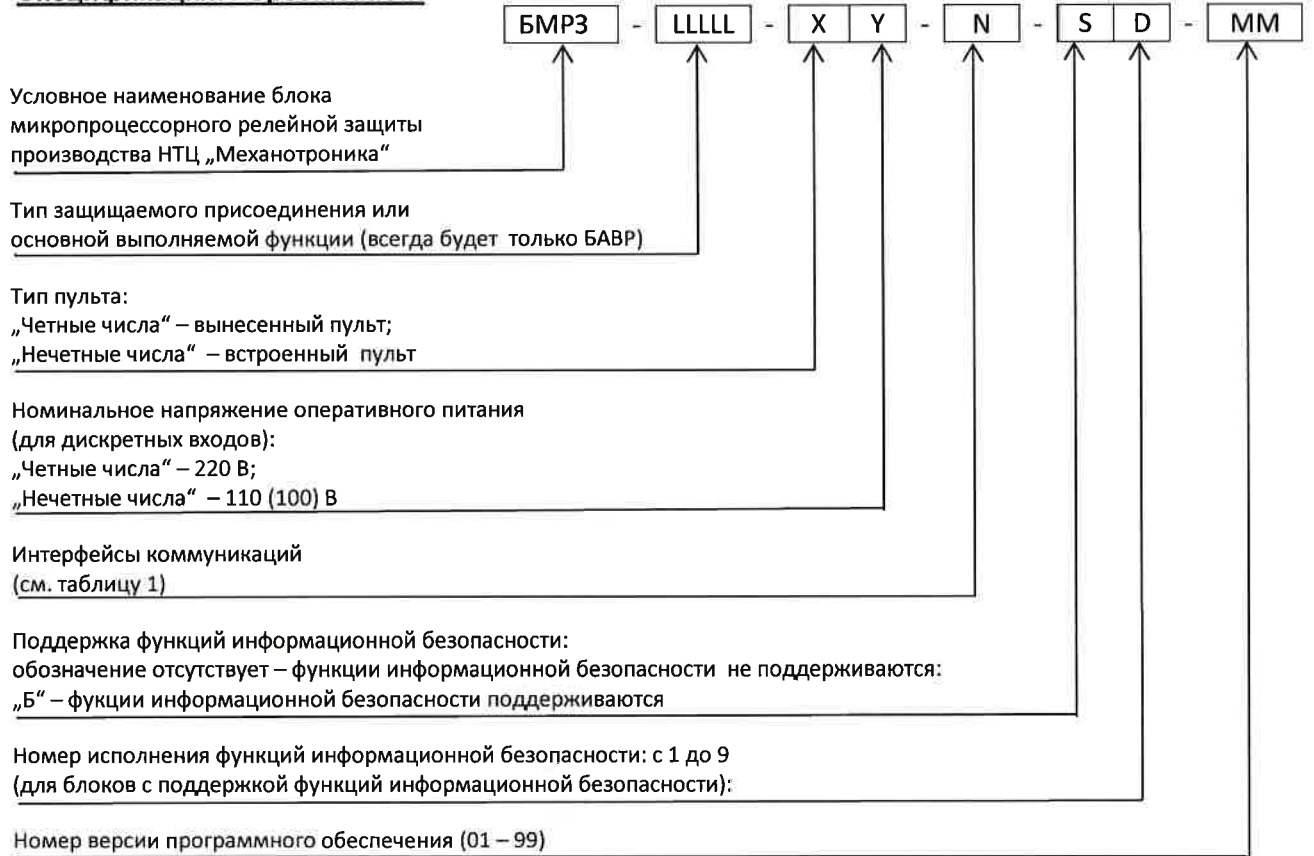 БМРЗ - LLLLL - X Y - N - S D - MM
Условное наименование блока
микропроцессорного релейной защиты
производства НТЦ „Механотроника“
Тип защищаемого присоединения или
основной выполняемой функции (всегда будет только БАВР)
Тип пульта:
„Четные числа“ – вынесенный пульт;
„Нечетные числа“ – встроенный пульт
Номинальное напряжение оперативного питания
(для дискретных входов):
„Четные числа“ – 220 В;
„Нечетные числа“ – 110 (100) В
Интерфейсы коммуникаций
(см. таблицу 1)
Поддержка функций информационной безопасности:
обозначение отсутствует – функции информационной безопасности не поддерживаются:
„Б“ – фукции информационной безопасности поддерживаются
Номер исполнения функций информационной безопасности: с 1 до 9
(для блоков с поддержкой функций информационной безопасности):
Номер версии программного обеспечения (01 – 99)